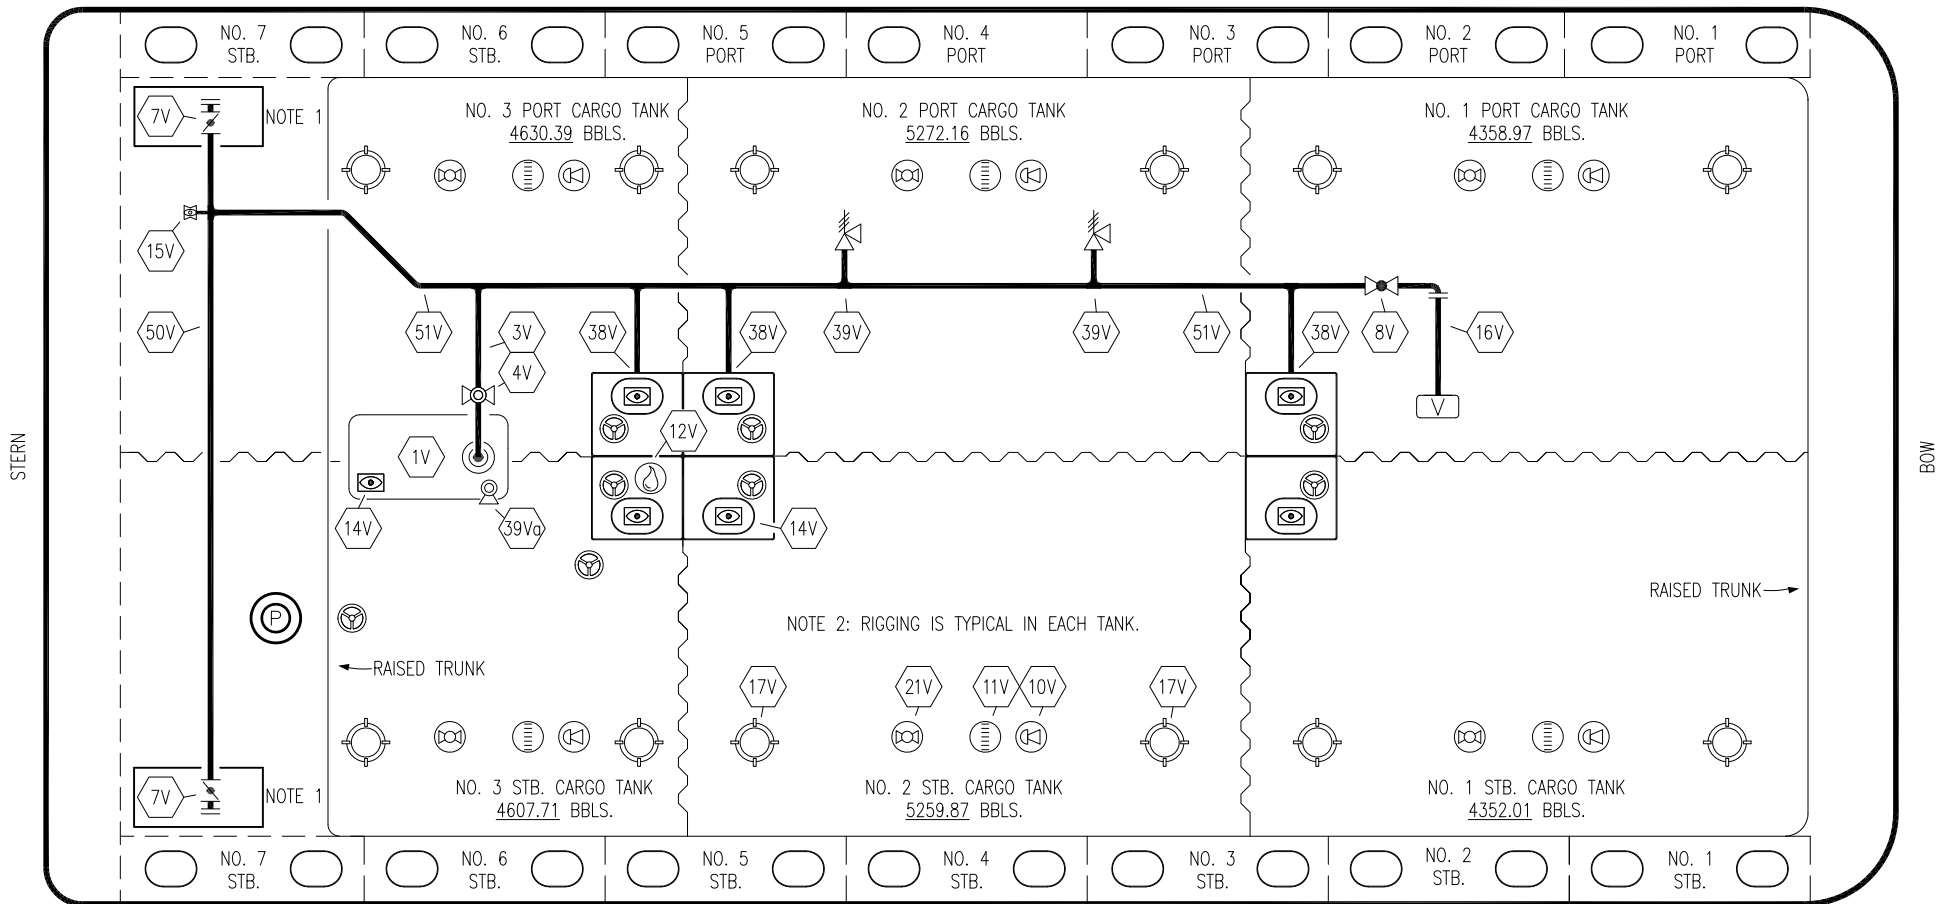 NO. 7
STB.
NO. 6
STB.
NO. 5
PORT
NO. 4
PORT
NO. 3
PORT
NO. 2
PORT
NO. 1
PORT
7V
NOTE 1
NO. 3 PORT CARGO TANK
4630.39 BBLS.
NO. 2 PORT CARGO TANK
5272.16 BBLS.
NO. 1 PORT CARGO TANK
4358.97 BBLS.
15V
50V
51V
3V
4V
38V
38V
39V
39V
51V
38V
8V
16V
V
STERN
BOW
1V
12V
14V
39Va
14V
P
RAISED TRUNK
NOTE 2: RIGGING IS TYPICAL IN EACH TANK.
RAISED TRUNK
17V
21V
11V
10V
17V
7V
NOTE 1
NO. 3 STB. CARGO TANK
4607.71 BBLS.
NO. 2 STB. CARGO TANK
5259.87 BBLS.
NO. 1 STB. CARGO TANK
4352.01 BBLS.
NO. 7
STB.
NO. 6
STB.
NO. 5
STB.
NO. 4
STB.
NO. 3
STB.
NO. 2
STB.
NO. 1
STB.